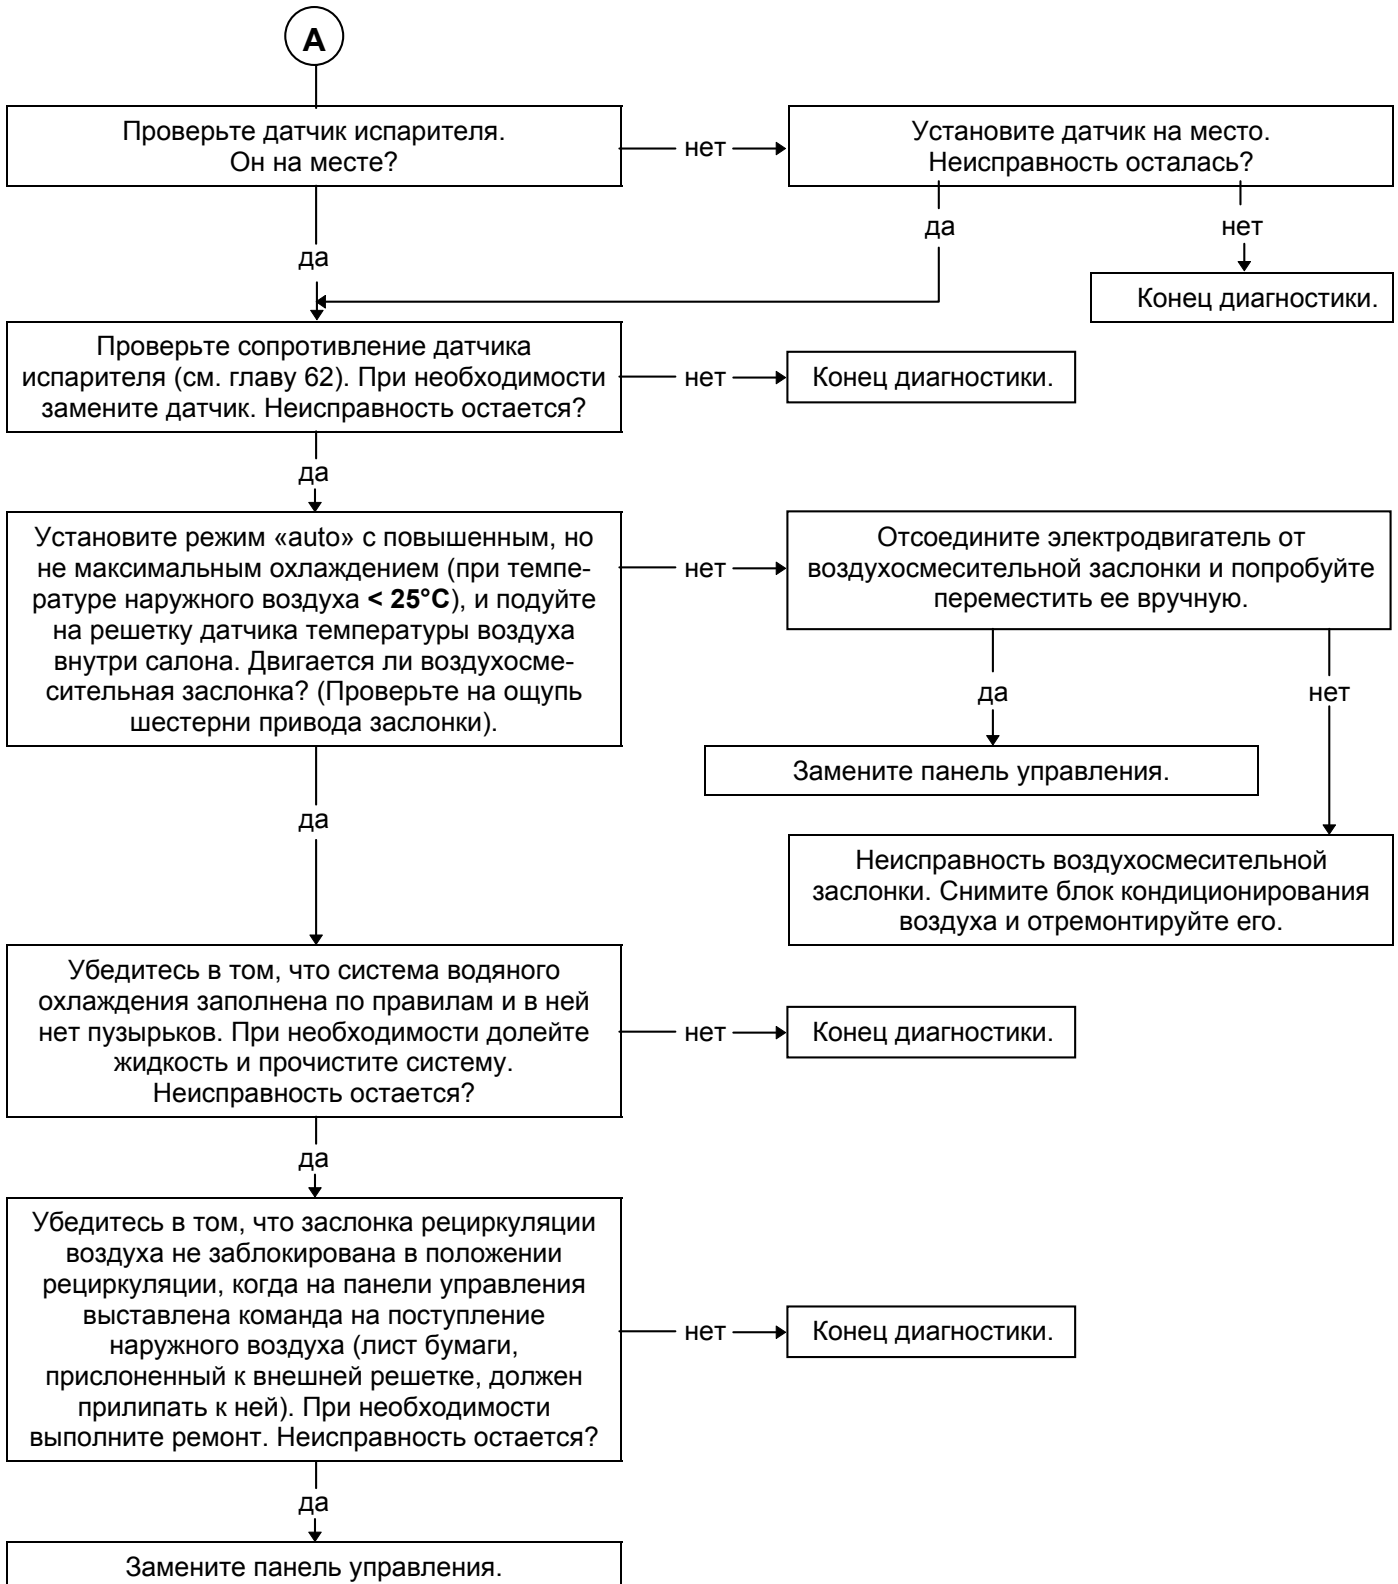 A
Проверьте датчик испарителя.
Он на месте?
нет
Установите датчик на место.
Неисправность осталась?
да
нет
да
Конец диагностики.
Проверьте сопротивление датчика
испарителя (см. главу 62). При необходимости
замените датчик. Неисправность остается?
нет
Конец диагностики.
да
Установите режим «auto» с повышенным, но
не максимальным охлаждением (при темпе-
ратуре наружного воздуха < 25°C), и подуйте
на решетку датчика температуры воздуха
внутри салона. Двигается ли воздухосме-
сительная заслонка? (Проверьте на ощупь
шестерни привода заслонки).
нет
Отсоедините электродвигатель от
воздухосмесительной заслонки и попробуйте
переместить ее вручную.
да
нет
Замените панель управления.
да
Неисправность воздухосмесительной
заслонки. Снимите блок кондиционирования
воздуха и отремонтируйте его.
Убедитесь в том, что система водяного
охлаждения заполнена по правилам и в ней
нет пузырьков. При необходимости долейте
жидкость и прочистите систему.
Неисправность остается?
нет
Конец диагностики.
да
Убедитесь в том, что заслонка рециркуляции
воздуха не заблокирована в положении
рециркуляции, когда на панели управления
выставлена команда на поступление
наружного воздуха (лист бумаги,
прислоненный к внешней решетке, должен
прилипать к ней). При необходимости
выполните ремонт. Неисправность остается?
нет
Конец диагностики.
да
Замените панель управления.